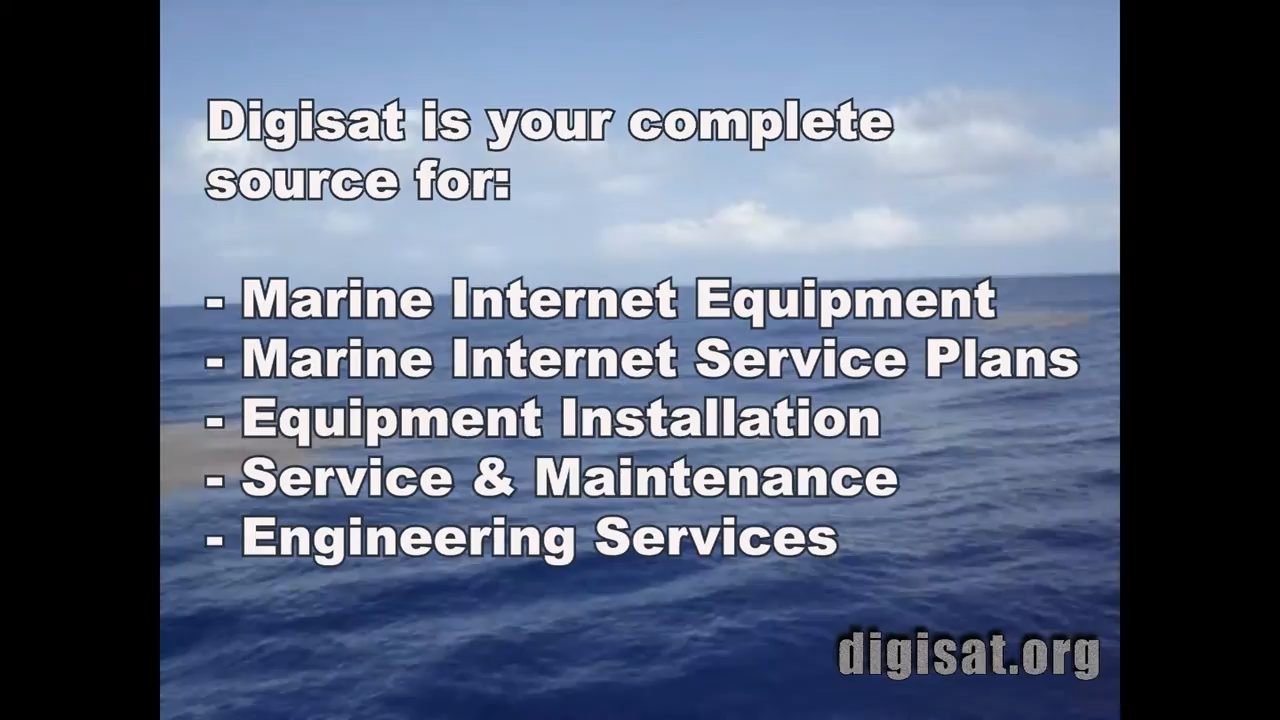 Digisat is your complete
source for:
- Marine Internet Equipment
- Marine Internet Service Plans
- Equipment Installation
- Service & Maintenance
- Engineering Services
digisat.org